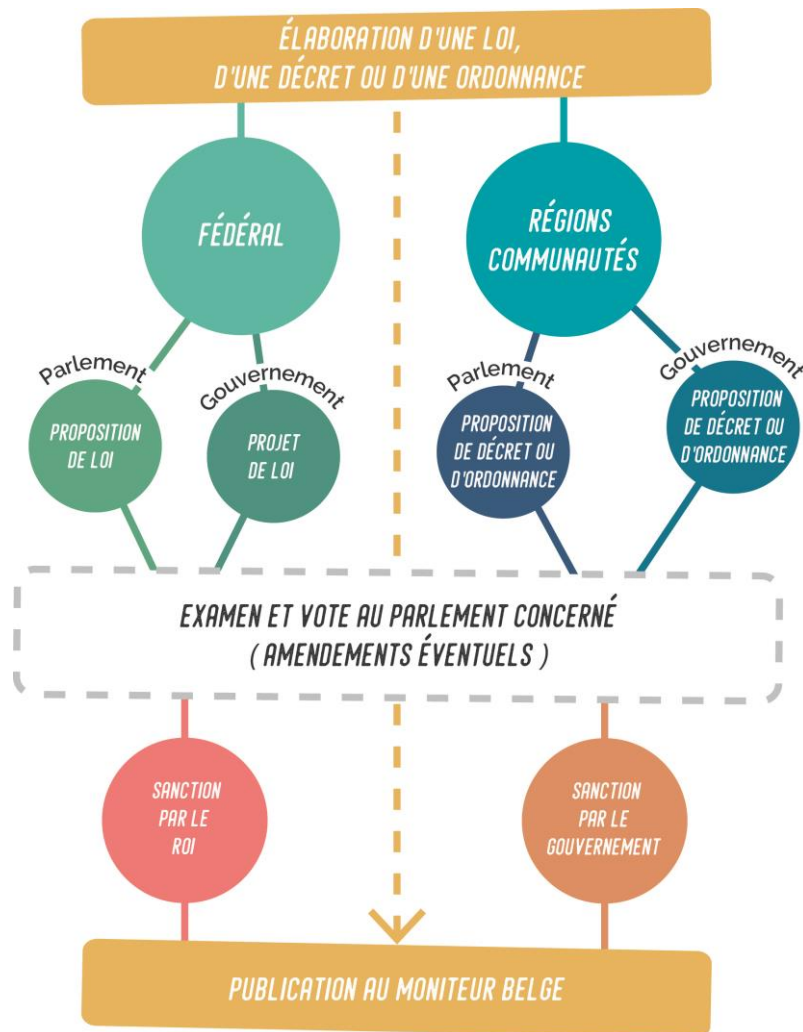 ÉLABORATION D'UNE LOI,
D'UNE DÉCRET OU D'UNE ORDONNANCE
FÉDÉRAL
RÉGIONS
COMMUNAUTÉS
Parlement
PROPOSITION
DE LOI
Gouvernement
PROJET
DE LOI
Parlement
PROPOSITION
DE DÉCRET OU
D'ORDONNANCE
Gouvernement
PROPOSITION
DE DÉCRET OU
D'ORDONNANCE
EXAMEN ET VOTE AU PARLEMENT CONCERNÉ
( AMENDEMENTS ÉVENTUELS )
SANCTION
PAR LE
ROI
SANCTION
PAR LE
GOUVERNEMENT
PUBLICATION AU MONITEUR BELGE